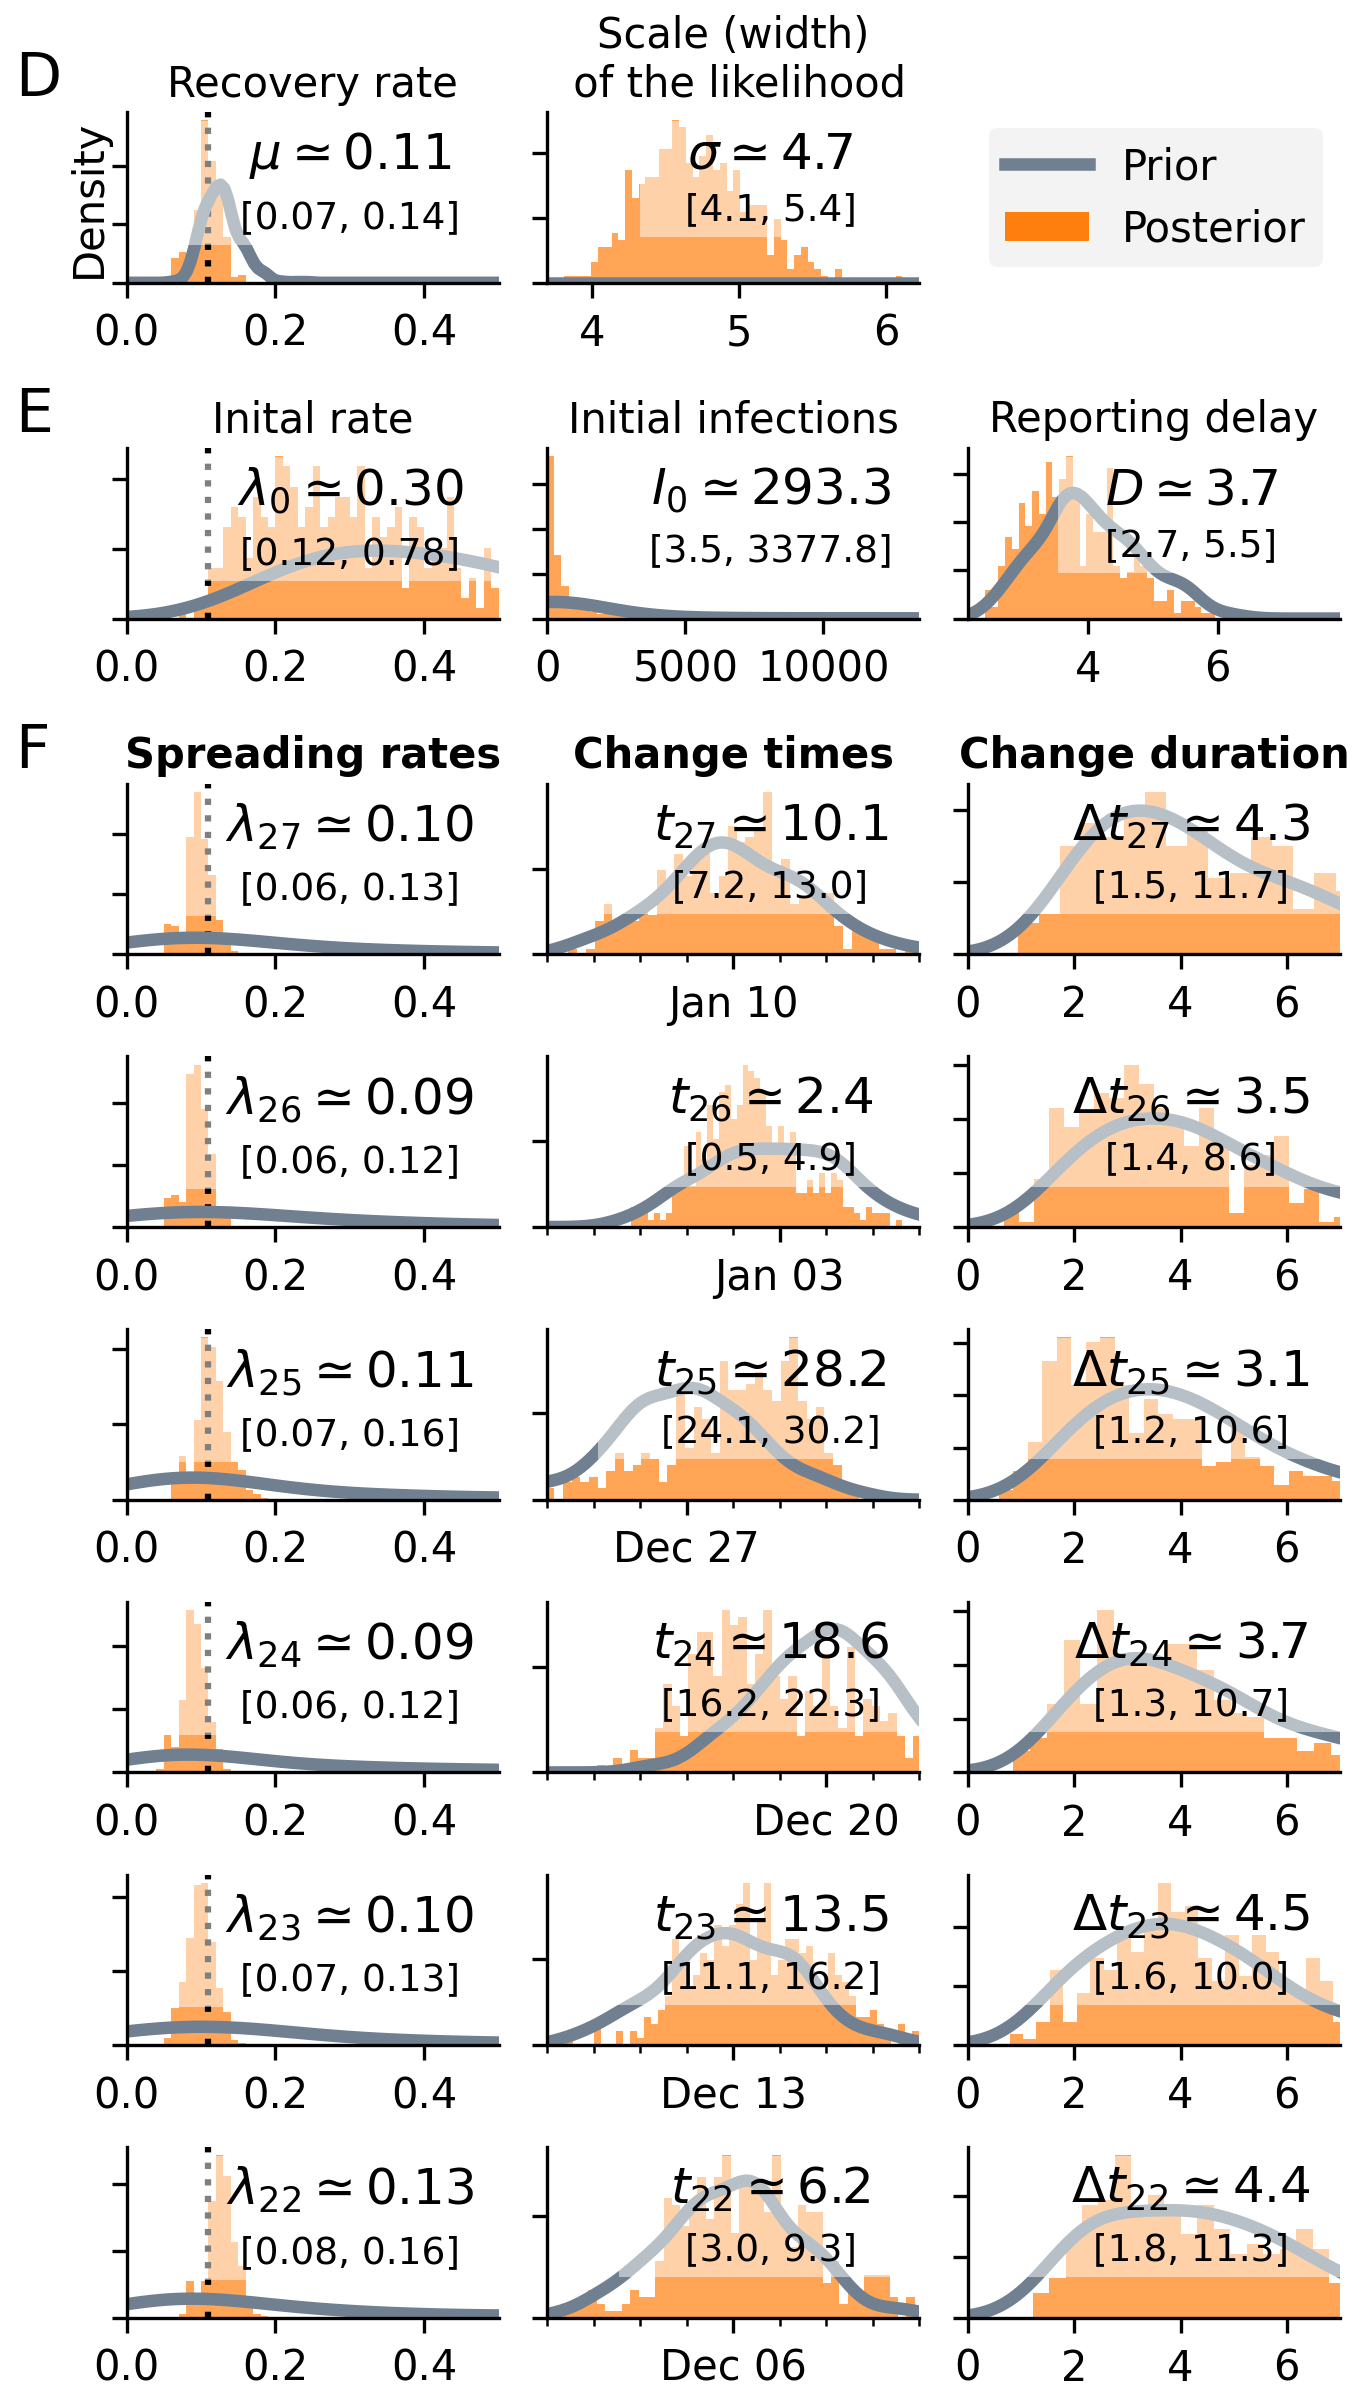 Scale (width)
D Recovery rate of the likelihood
Density
μ ≃ 0.11 σ ≃ 4.7 Prior
[0.07, 0.14] [4.1, 5.4] Posterior
0.0 0.2 0.4 4 5 6
E Inital rate Initial infections Reporting delay
λ₀ ≃ 0.30 I₀ ≃ 293.3 D ≃ 3.7
[0.12, 0.78] [3.5, 3377.8] [2.7, 5.5]
0.0 0.2 0.4 0 5000 10000 4 6
F Spreading rates Change times Change duration
λ₂₇ ≃ 0.10 t₂₇ ≃ 10.1 Δt₂₇ ≃ 4.3
[0.06, 0.13] [7.2, 13.0] [1.5, 11.7]
0.0 0.2 0.4 Jan 10 0 2 4 6
λ₂₆ ≃ 0.09 t₂₆ ≃ 2.4 Δt₂₆ ≃ 3.5
[0.06, 0.12] [0.5, 4.9] [1.4, 8.6]
0.0 0.2 0.4 Jan 03 0 2 4 6
λ₂₅ ≃ 0.11 t₂₅ ≃ 28.2 Δt₂₅ ≃ 3.1
[0.07, 0.16] [24.1, 30.2] [1.2, 10.6]
0.0 0.2 0.4 Dec 27 0 2 4 6
λ₂₄ ≃ 0.09 t₂₄ ≃ 18.6 Δt₂₄ ≃ 3.7
[0.06, 0.12] [16.2, 22.3] [1.3, 10.7]
0.0 0.2 0.4 Dec 20 0 2 4 6
λ₂₃ ≃ 0.10 t₂₃ ≃ 13.5 Δt₂₃ ≃ 4.5
[0.07, 0.13] [11.1, 16.2] [1.6, 10.0]
0.0 0.2 0.4 Dec 13 0 2 4 6
λ₂₂ ≃ 0.13 t₂₂ ≃ 6.2 Δt₂₂ ≃ 4.4
[0.08, 0.16] [3.0, 9.3] [1.8, 11.3]
0.0 0.2 0.4 Dec 06 0 2 4 6